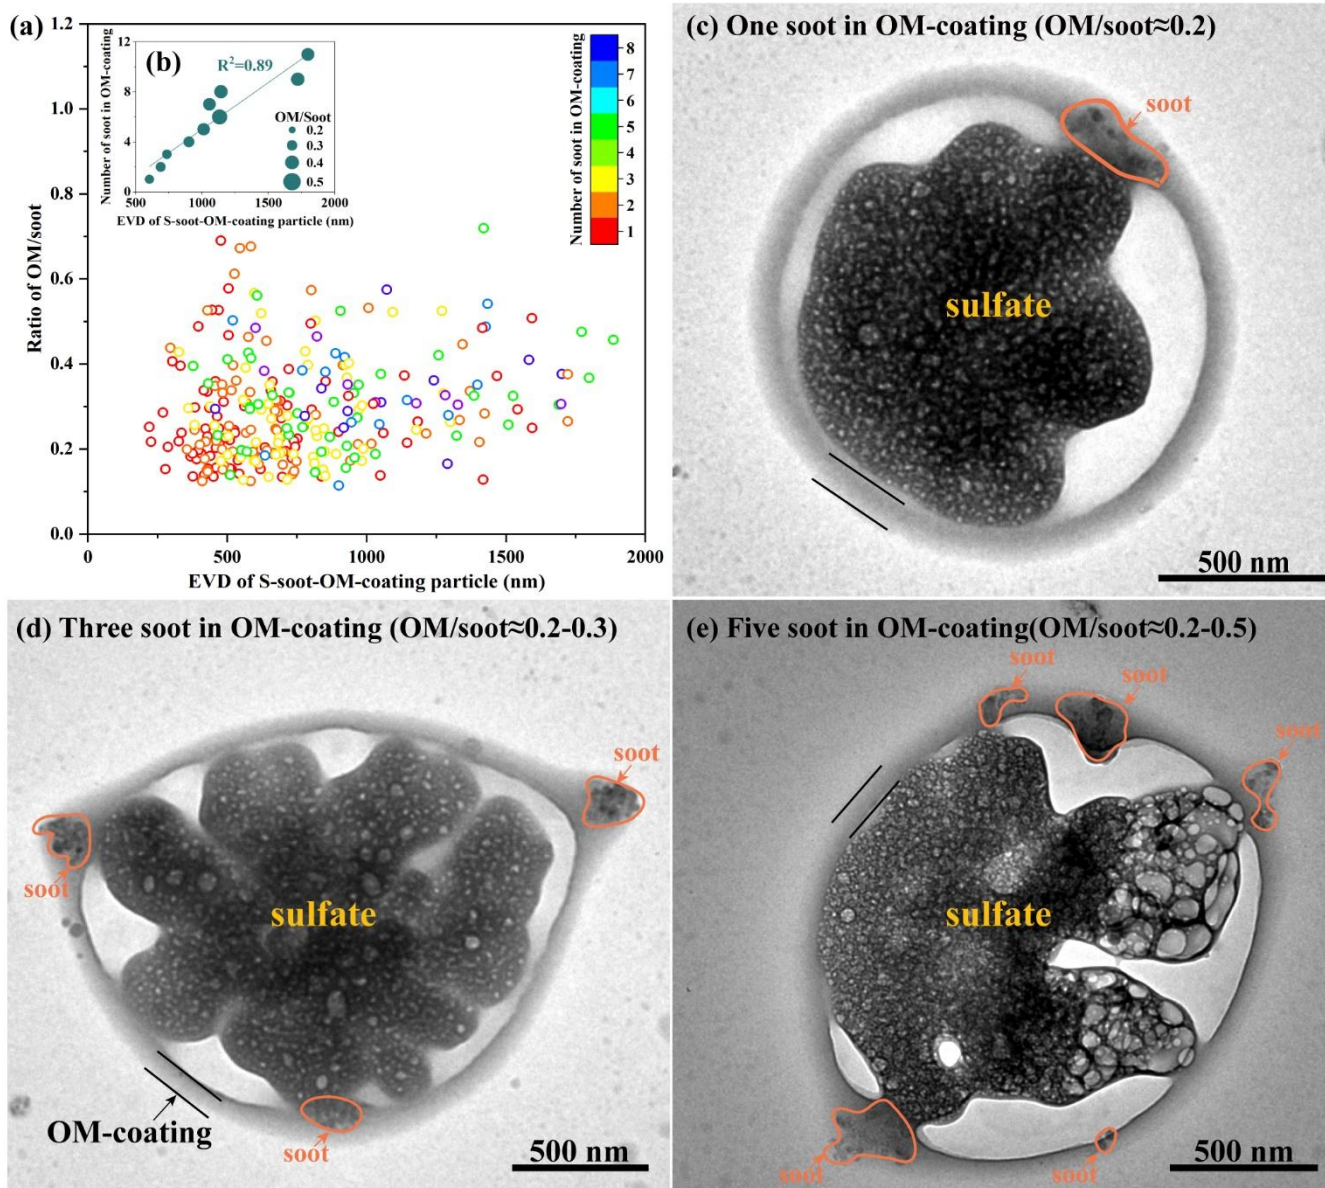 (a)
1.2
1.0
0.8
0.6
0.4
0.2
0.0
Ratio of OM/soot
0
500
1000
1500
2000
EVD of S-soot-OM-coating particle (nm)
(b)
R²=0.89
12
8
4
0
Number of soot in OM-coating
500
1000
1500
2000
EVD of S-soot-OM-coating particle (nm)
OM/Soot
0.2
0.3
0.4
0.5
Number of soot in OM-coating
8
7
6
5
4
3
2
1
(c) One soot in OM-coating (OM/soot≈0.2)
soot
sulfate
500 nm
(d) Three soot in OM-coating (OM/soot≈0.2-0.3)
soot
soot
sulfate
OM-coating
soot
500 nm
(e) Five soot in OM-coating(OM/soot≈0.2-0.5)
soot
soot
soot
sulfate
soot
soot
500 nm